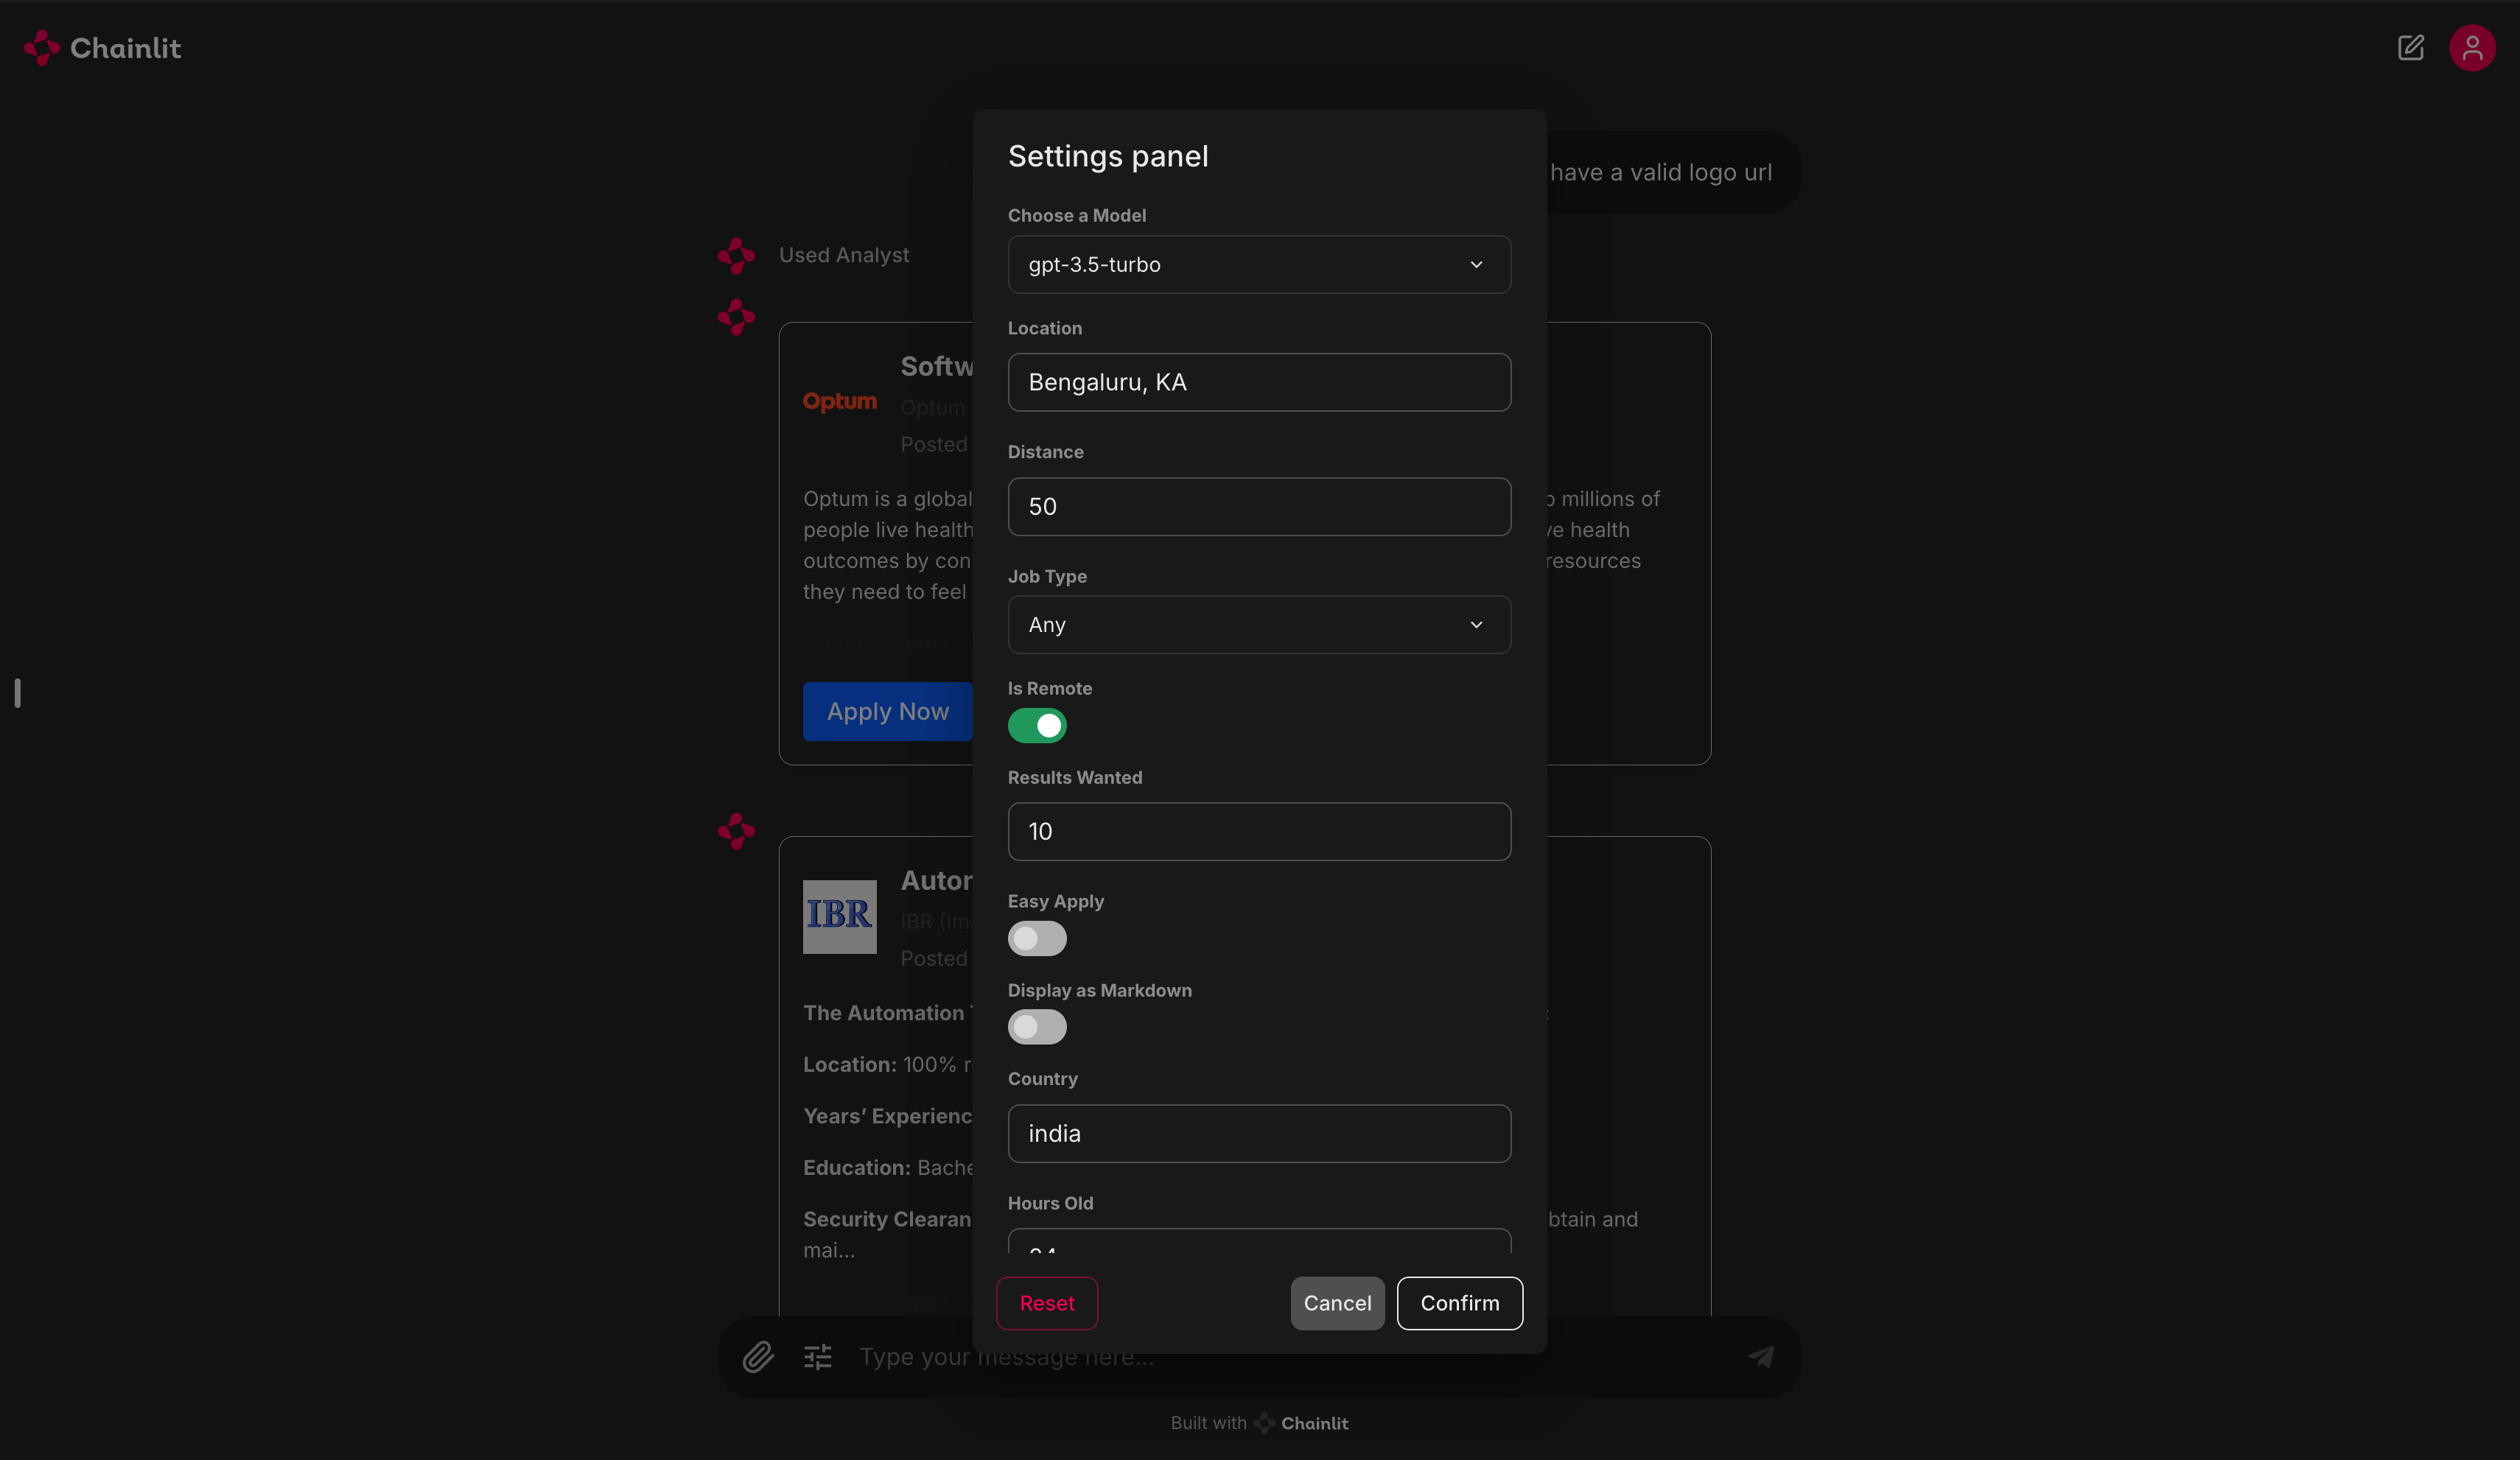 Chainlit
have a valid logo url
Used Analyst
Optum
Softw
Optum
Posted
Optum is a global
millions of
people live health
ve health
outcomes by con
resources
they need to feel
Apply Now
IBR
Autor
IBR (Ima
Posted
The Automation
Location: 100% r
Years’ Experienc
Education: Bache
Security Clearan
btain and
mai...
Settings panel
Choose a Model
gpt-3.5-turbo
Location
Bengaluru, KA
Distance
50
Job Type
Any
Is Remote
Results Wanted
10
Easy Apply
Display as Markdown
Country
india
Hours Old
Reset
Cancel
Confirm
Type your message here...
Built with Chainlit